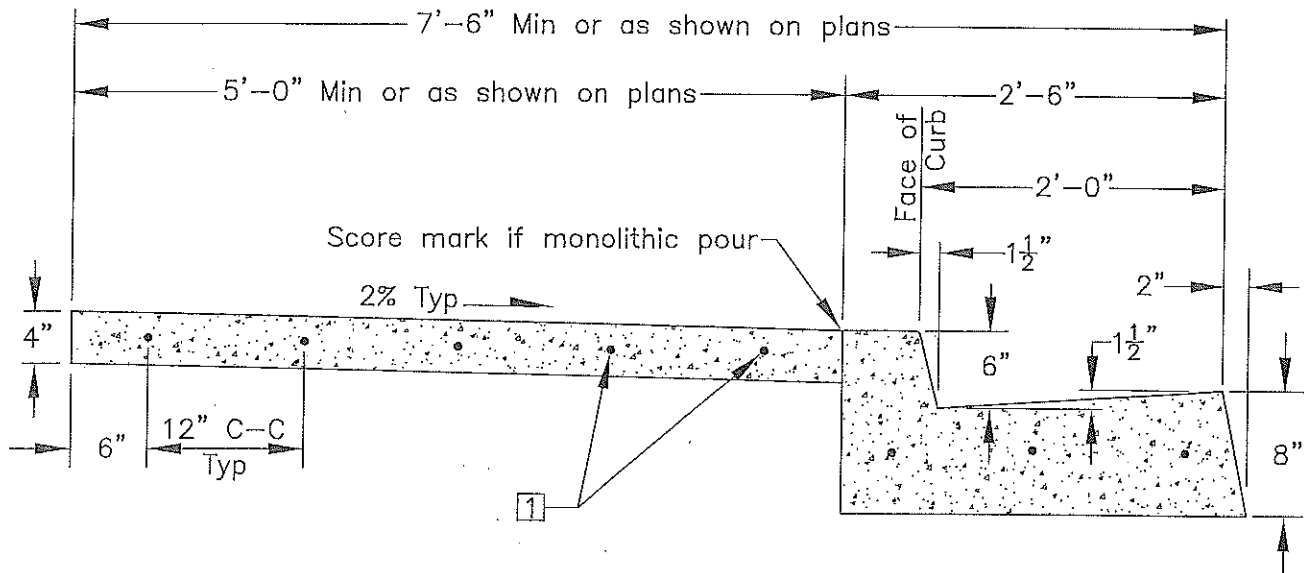 7'-6" Min or as shown on plans
5'-0" Min or as shown on plans
2'-6"
Face of
Curb
2'-0"
Score mark if monolithic pour
1½"
2% Typ
2"
4"
6"
1½"
6"
12" C-C
Typ
8"
1